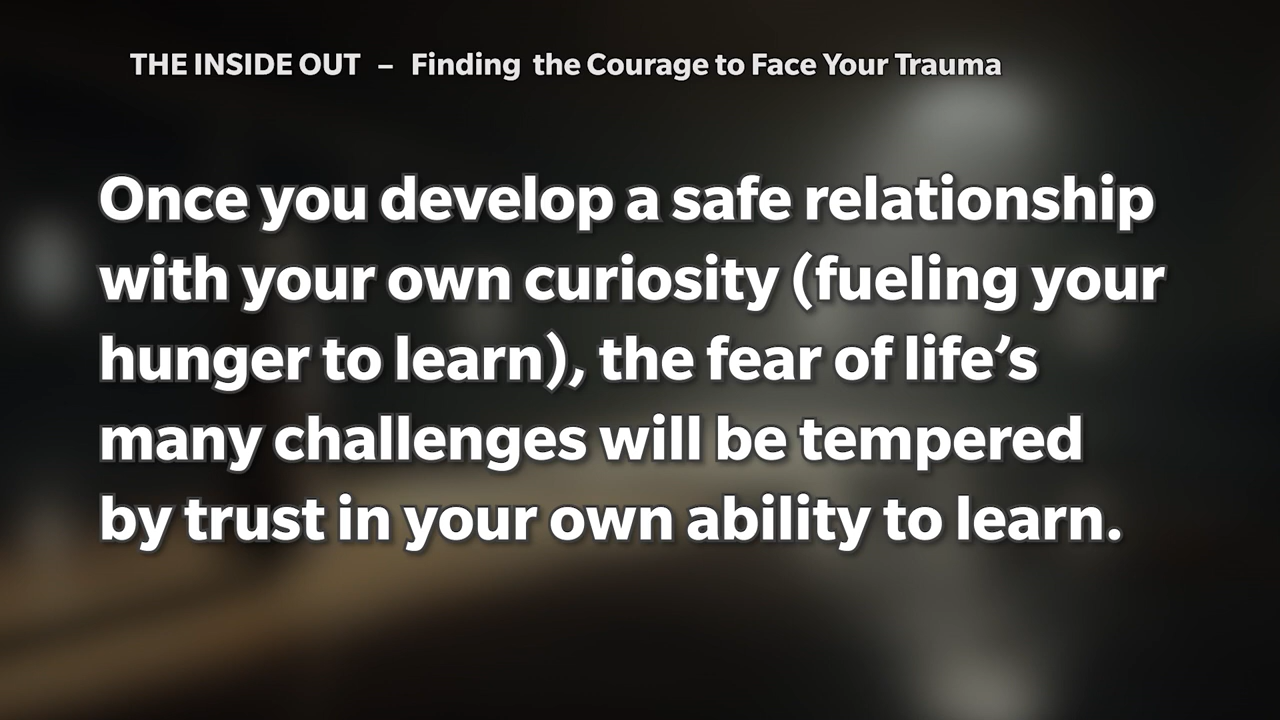 THE INSIDE OUT – Finding the Courage to Face Your Trauma
Once you develop a safe relationship
with your own curiosity (fueling your
hunger to learn), the fear of life’s
many challenges will be tempered
by trust in your own ability to learn.